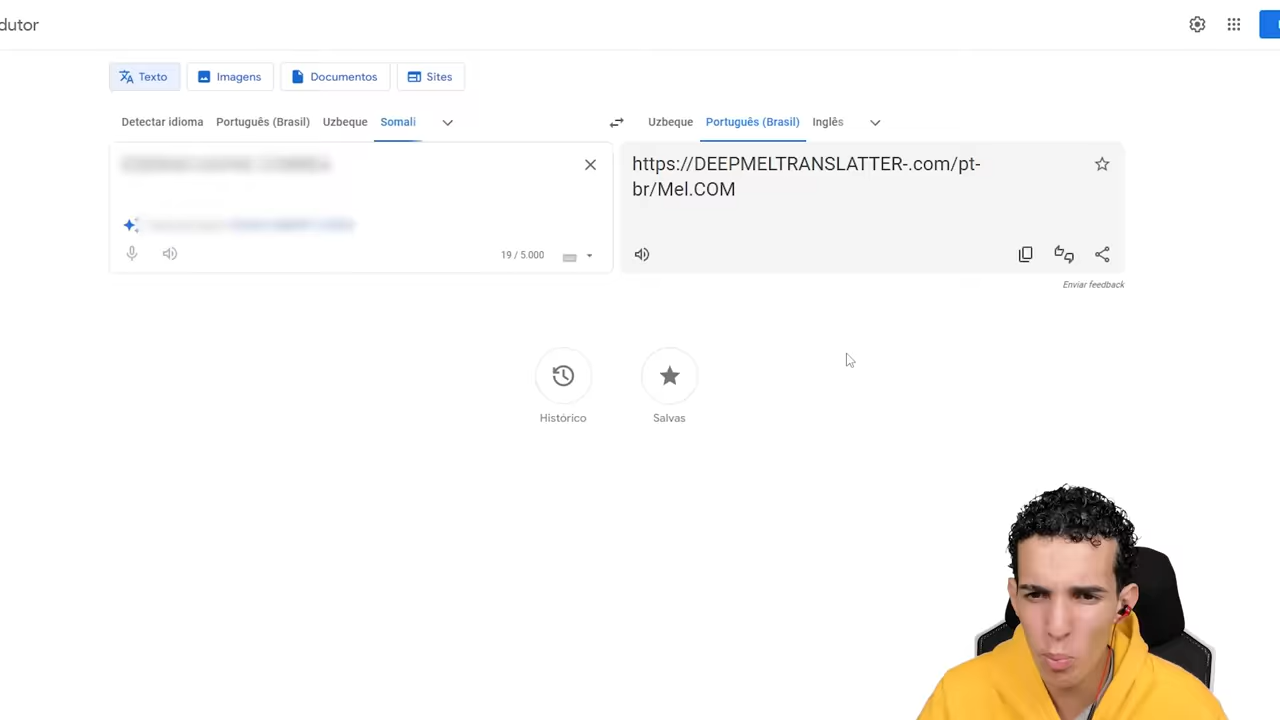 dutor
Texto
Imagens
Documentos
Sites
Detectar idioma
Português (Brasil)
Uzbeque
Somali
Uzbeque
Português (Brasil)
Inglês
https://DEEPMELTRANSLATTER-.com/pt-
br/Mel.COM
19 / 5.000
Enviar feedback
Histórico
Salvas